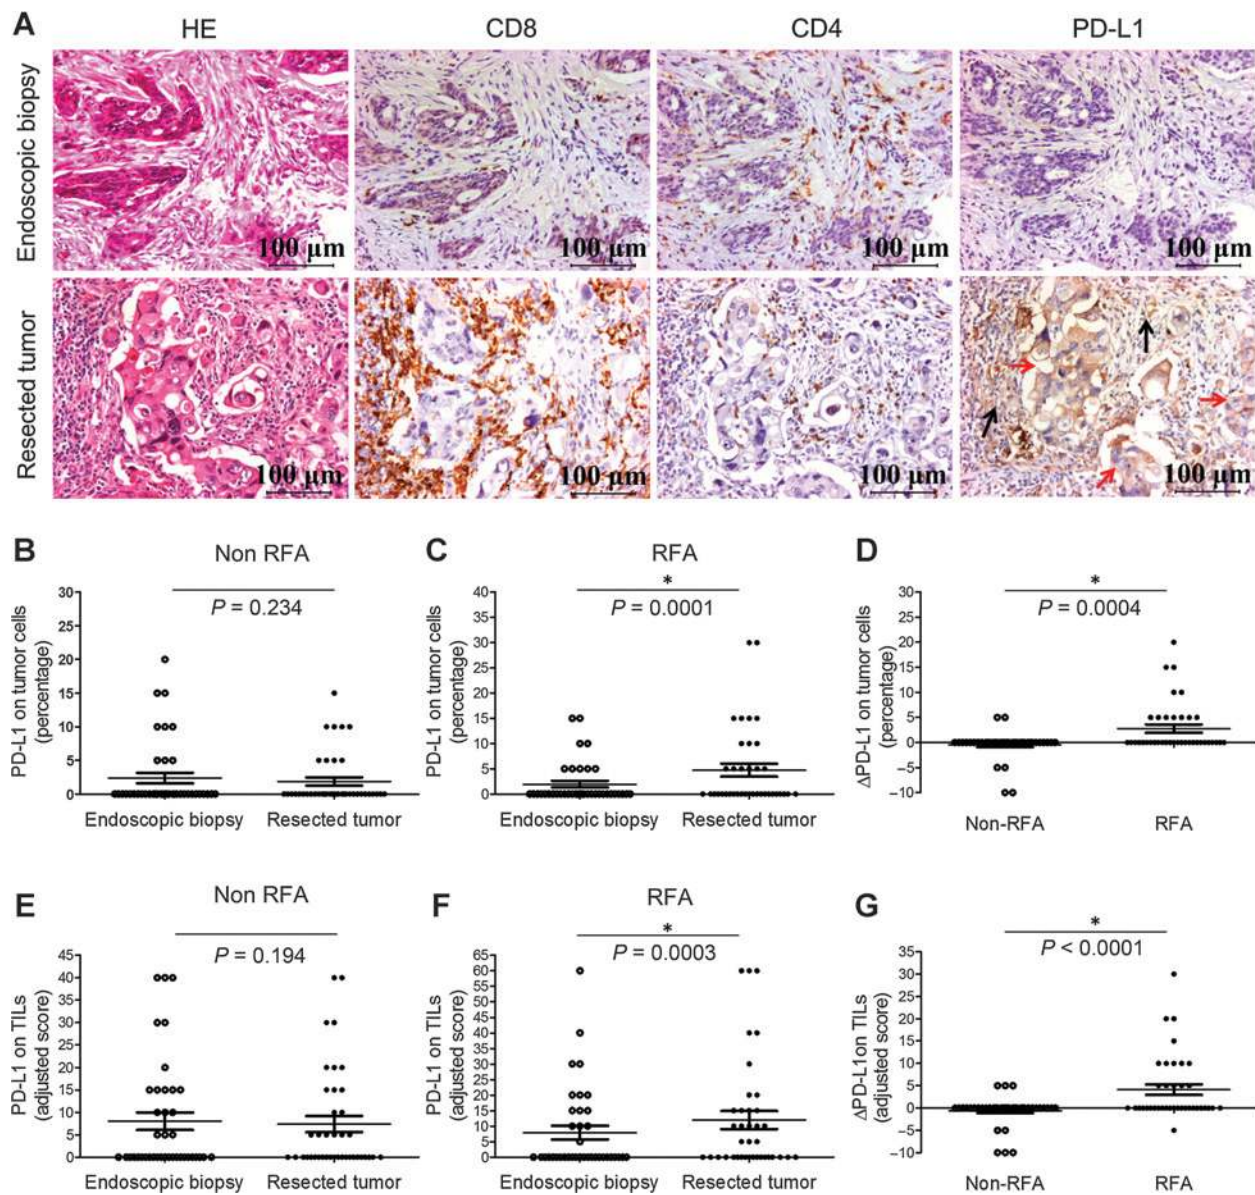 A
HE CD8 CD4 PD-L1
Endoscopic biopsy
100 µm 100 µm 100 µm 100 µm
Resected tumor
100 µm 100 µm 100 µm 100 µm
B
Non RFA
P = 0.234
PD-L1 on tumor cells
(percentage)
30
25
20
15
10
5
0
Endoscopic biopsy Resected tumor
C
RFA
*
P = 0.0001
PD-L1 on tumor cells
(percentage)
40
35
30
25
20
15
10
5
0
Endoscopic biopsy Resected tumor
D
*
P = 0.0004
ΔPD-L1 on tumor cells
(percentage)
30
25
20
15
10
5
0
−5
−10
Non-RFA RFA
E
Non RFA
P = 0.194
PD-L1 on TILs
(adjusted score)
45
40
35
30
25
20
15
10
5
0
Endoscopic biopsy Resected tumor
F
RFA
*
P = 0.0003
PD-L1 on TILs
(adjusted score)
65
60
55
50
45
40
35
30
25
20
15
10
5
0
Endoscopic biopsy Resected tumor
G
*
P < 0.0001
ΔPD-L1on TILs
(adjusted score)
35
30
25
20
15
10
5
0
−5
−10
Non-RFA RFA